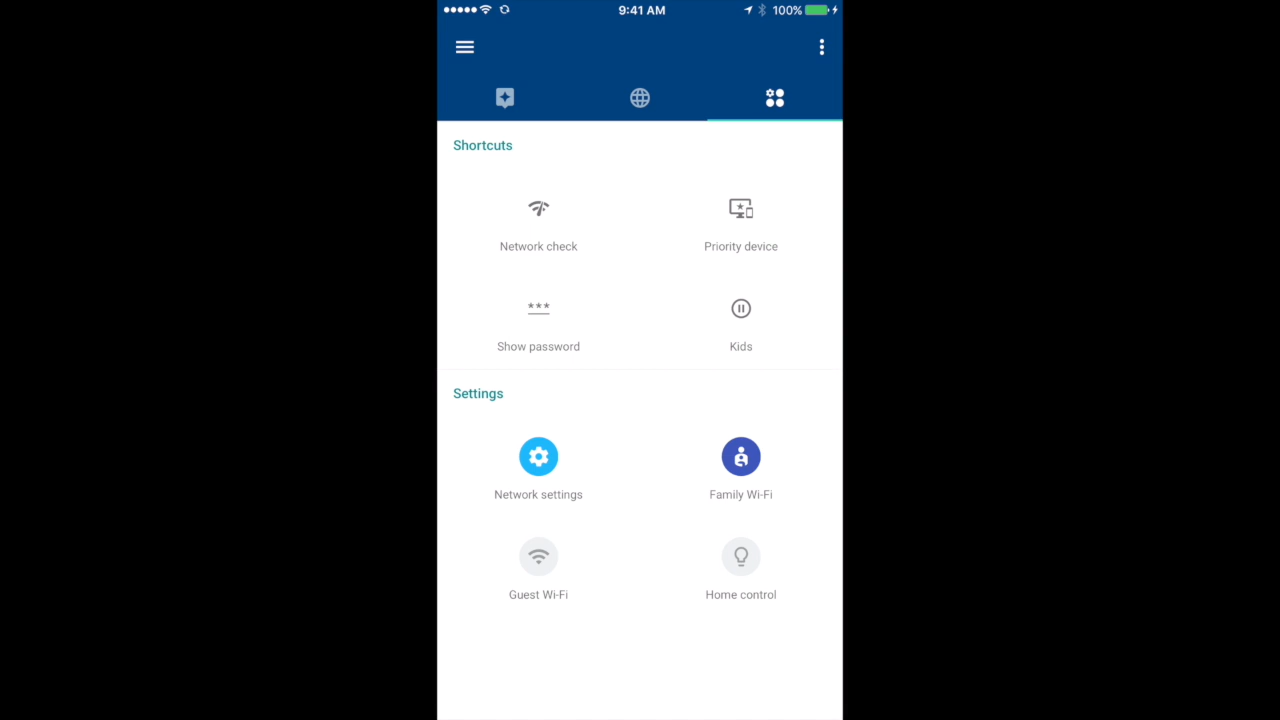 9:41 AM
100%
Shortcuts
Network check
Priority device
***
Show password
Kids
Settings
Network settings
Family Wi-Fi
Guest Wi-Fi
Home control